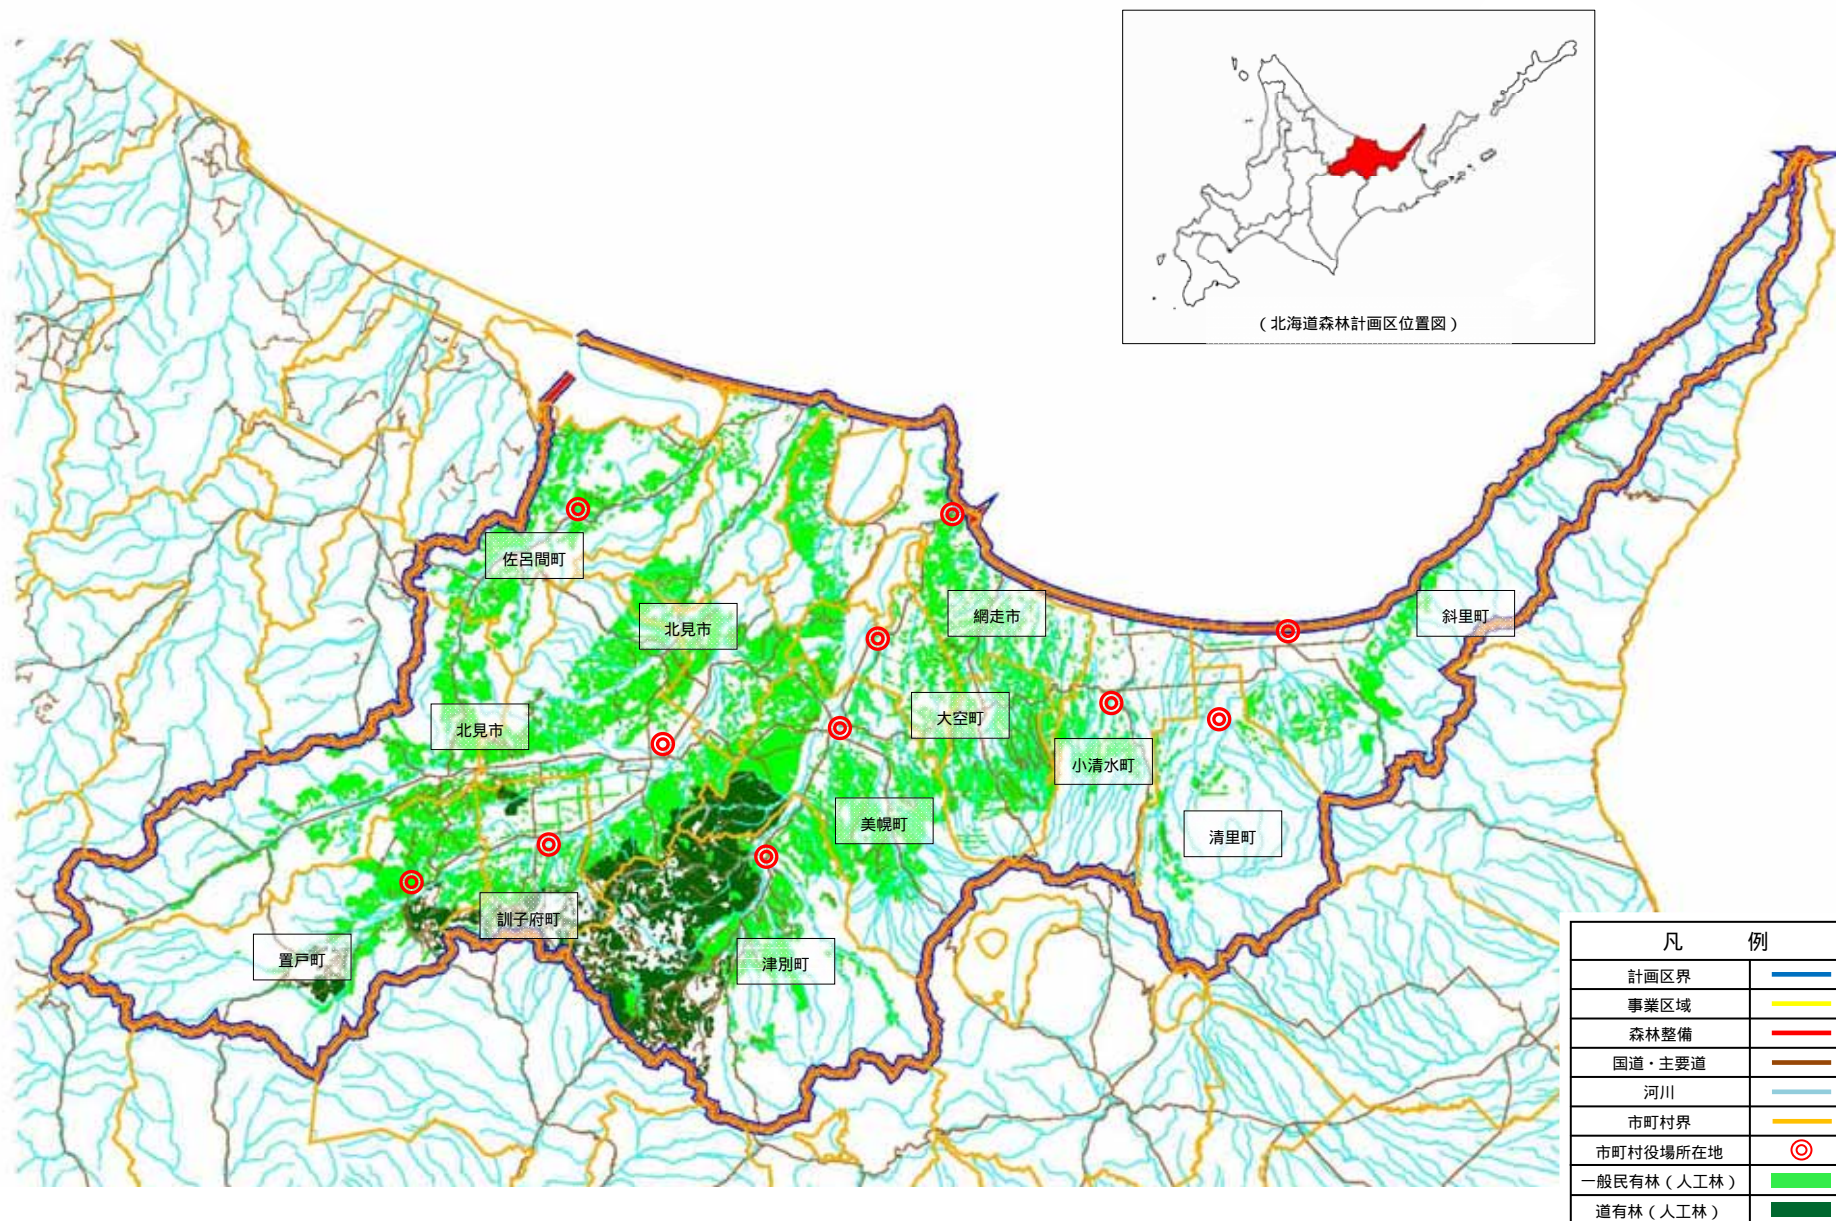 (北海道森林計画区位置図)
佐呂間町
北見市
網走市
斜里町
北見市
大空町
小清水町
美幌町
清里町
訓子府町
置戸町
津別町
凡 例
計画区界
事業区域
森林整備
国道・主要道
河川
市町村界
市町村役場所在地
一般民有林(人工林)
道有林(人工林)